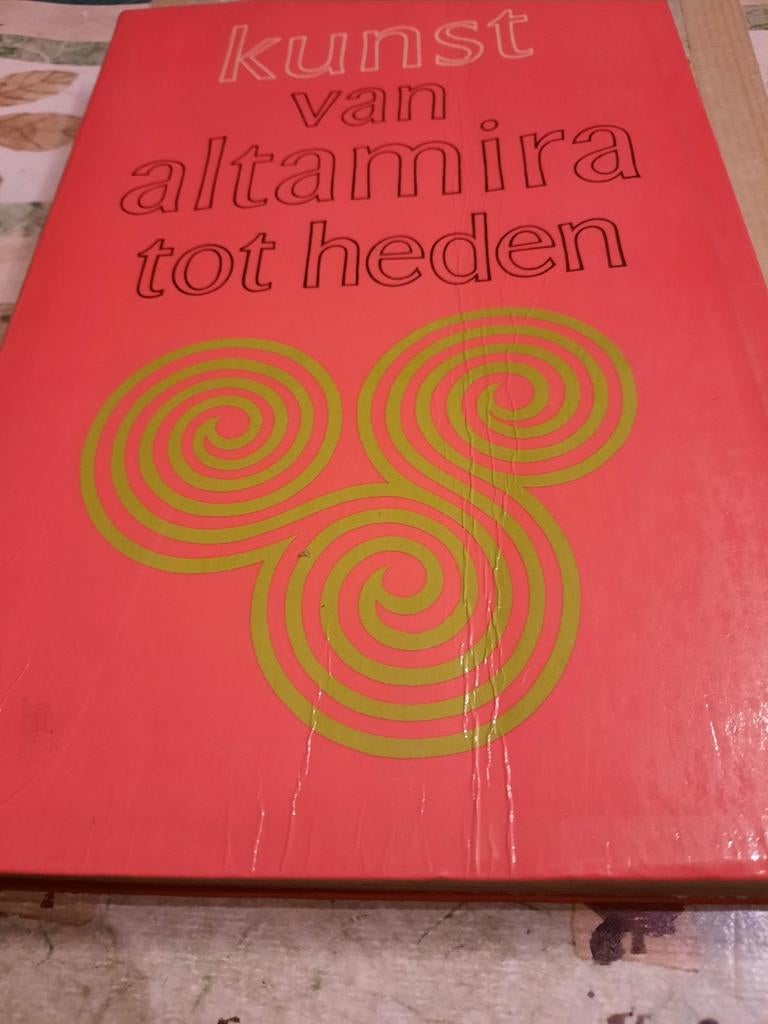 kunst
van
altamira
tot heden